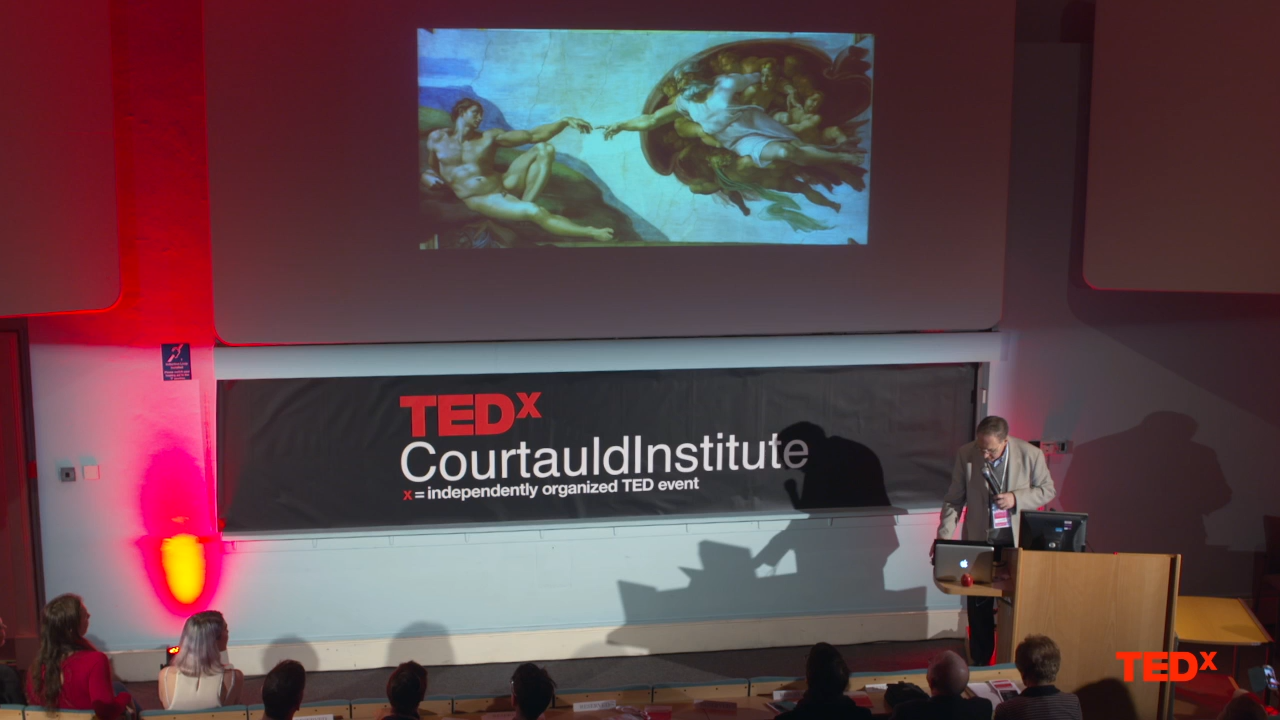 TEDx
CourtauldInstitute
x = independently organized TED event
TEDx